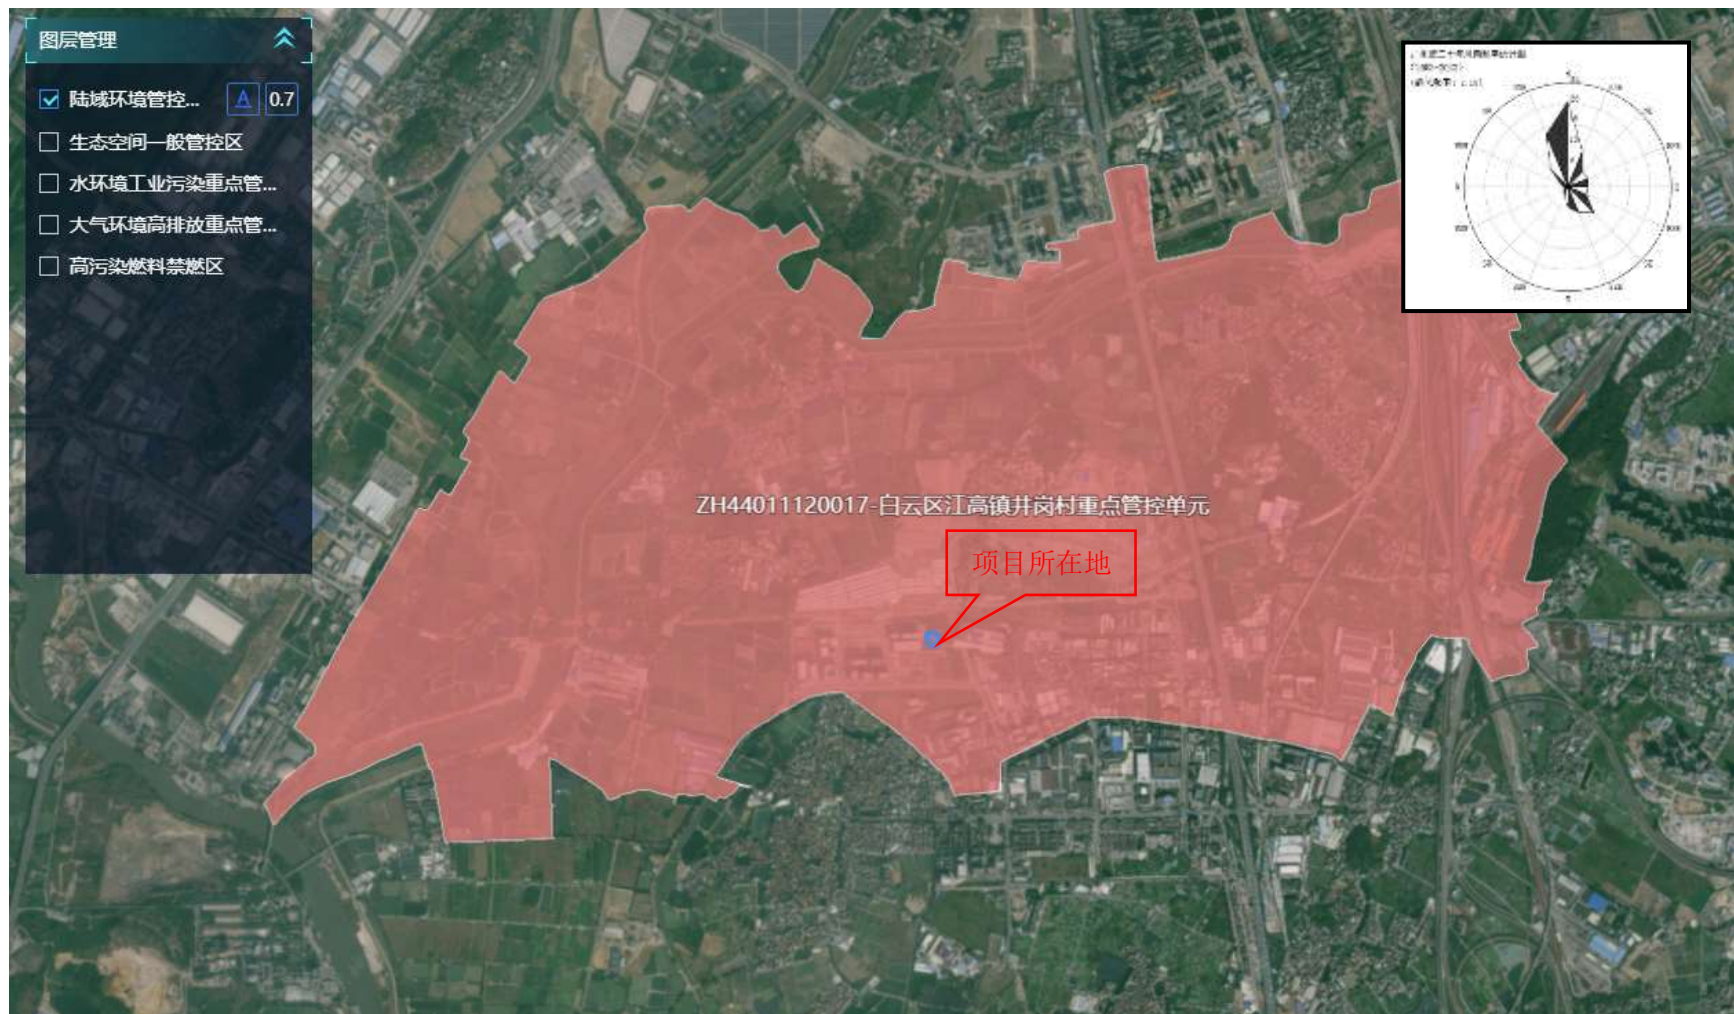 图层管理
陆域环境管控...
A
0.7
生态空间一般管控区
水环境工业污染重点管...
大气环境高排放重点管...
高污染燃料禁燃区
ZH44011120017-白云区江高镇井岗村重点管控单元
项目所在地